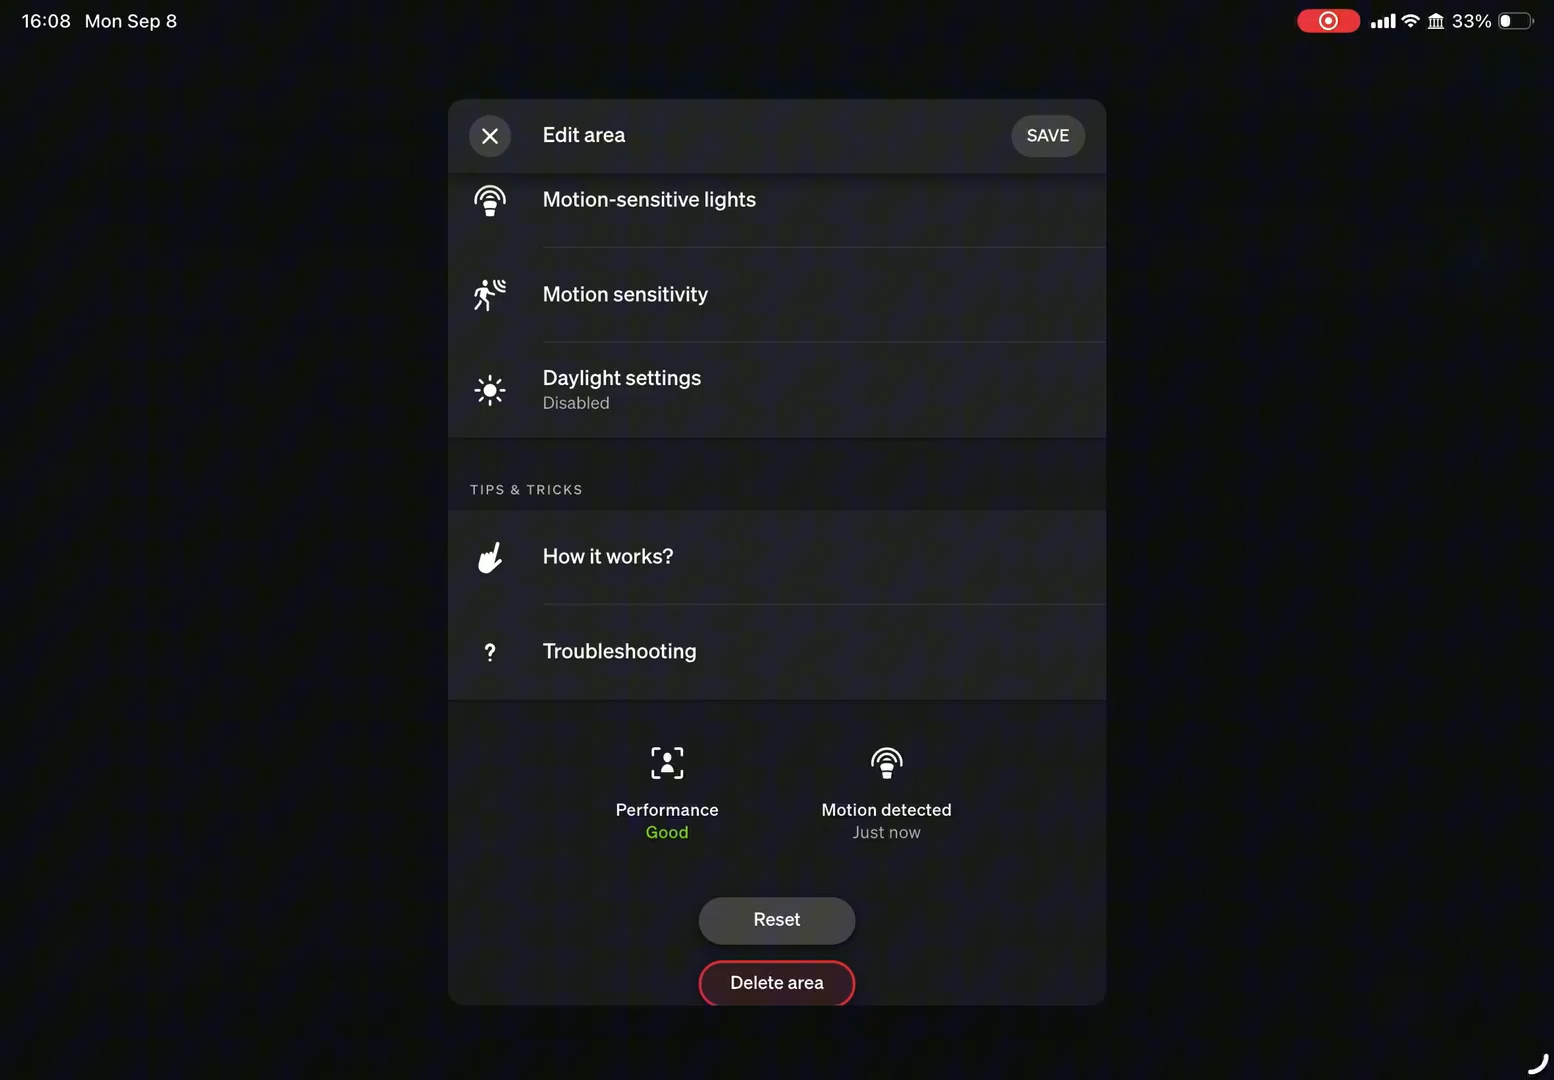 16:08 Mon Sep 8
33%
Edit area
SAVE
Motion-sensitive lights
Motion sensitivity
Daylight settings
Disabled
TIPS & TRICKS
How it works?
? Troubleshooting
Performance
Good
Motion detected
Just now
Reset
Delete area